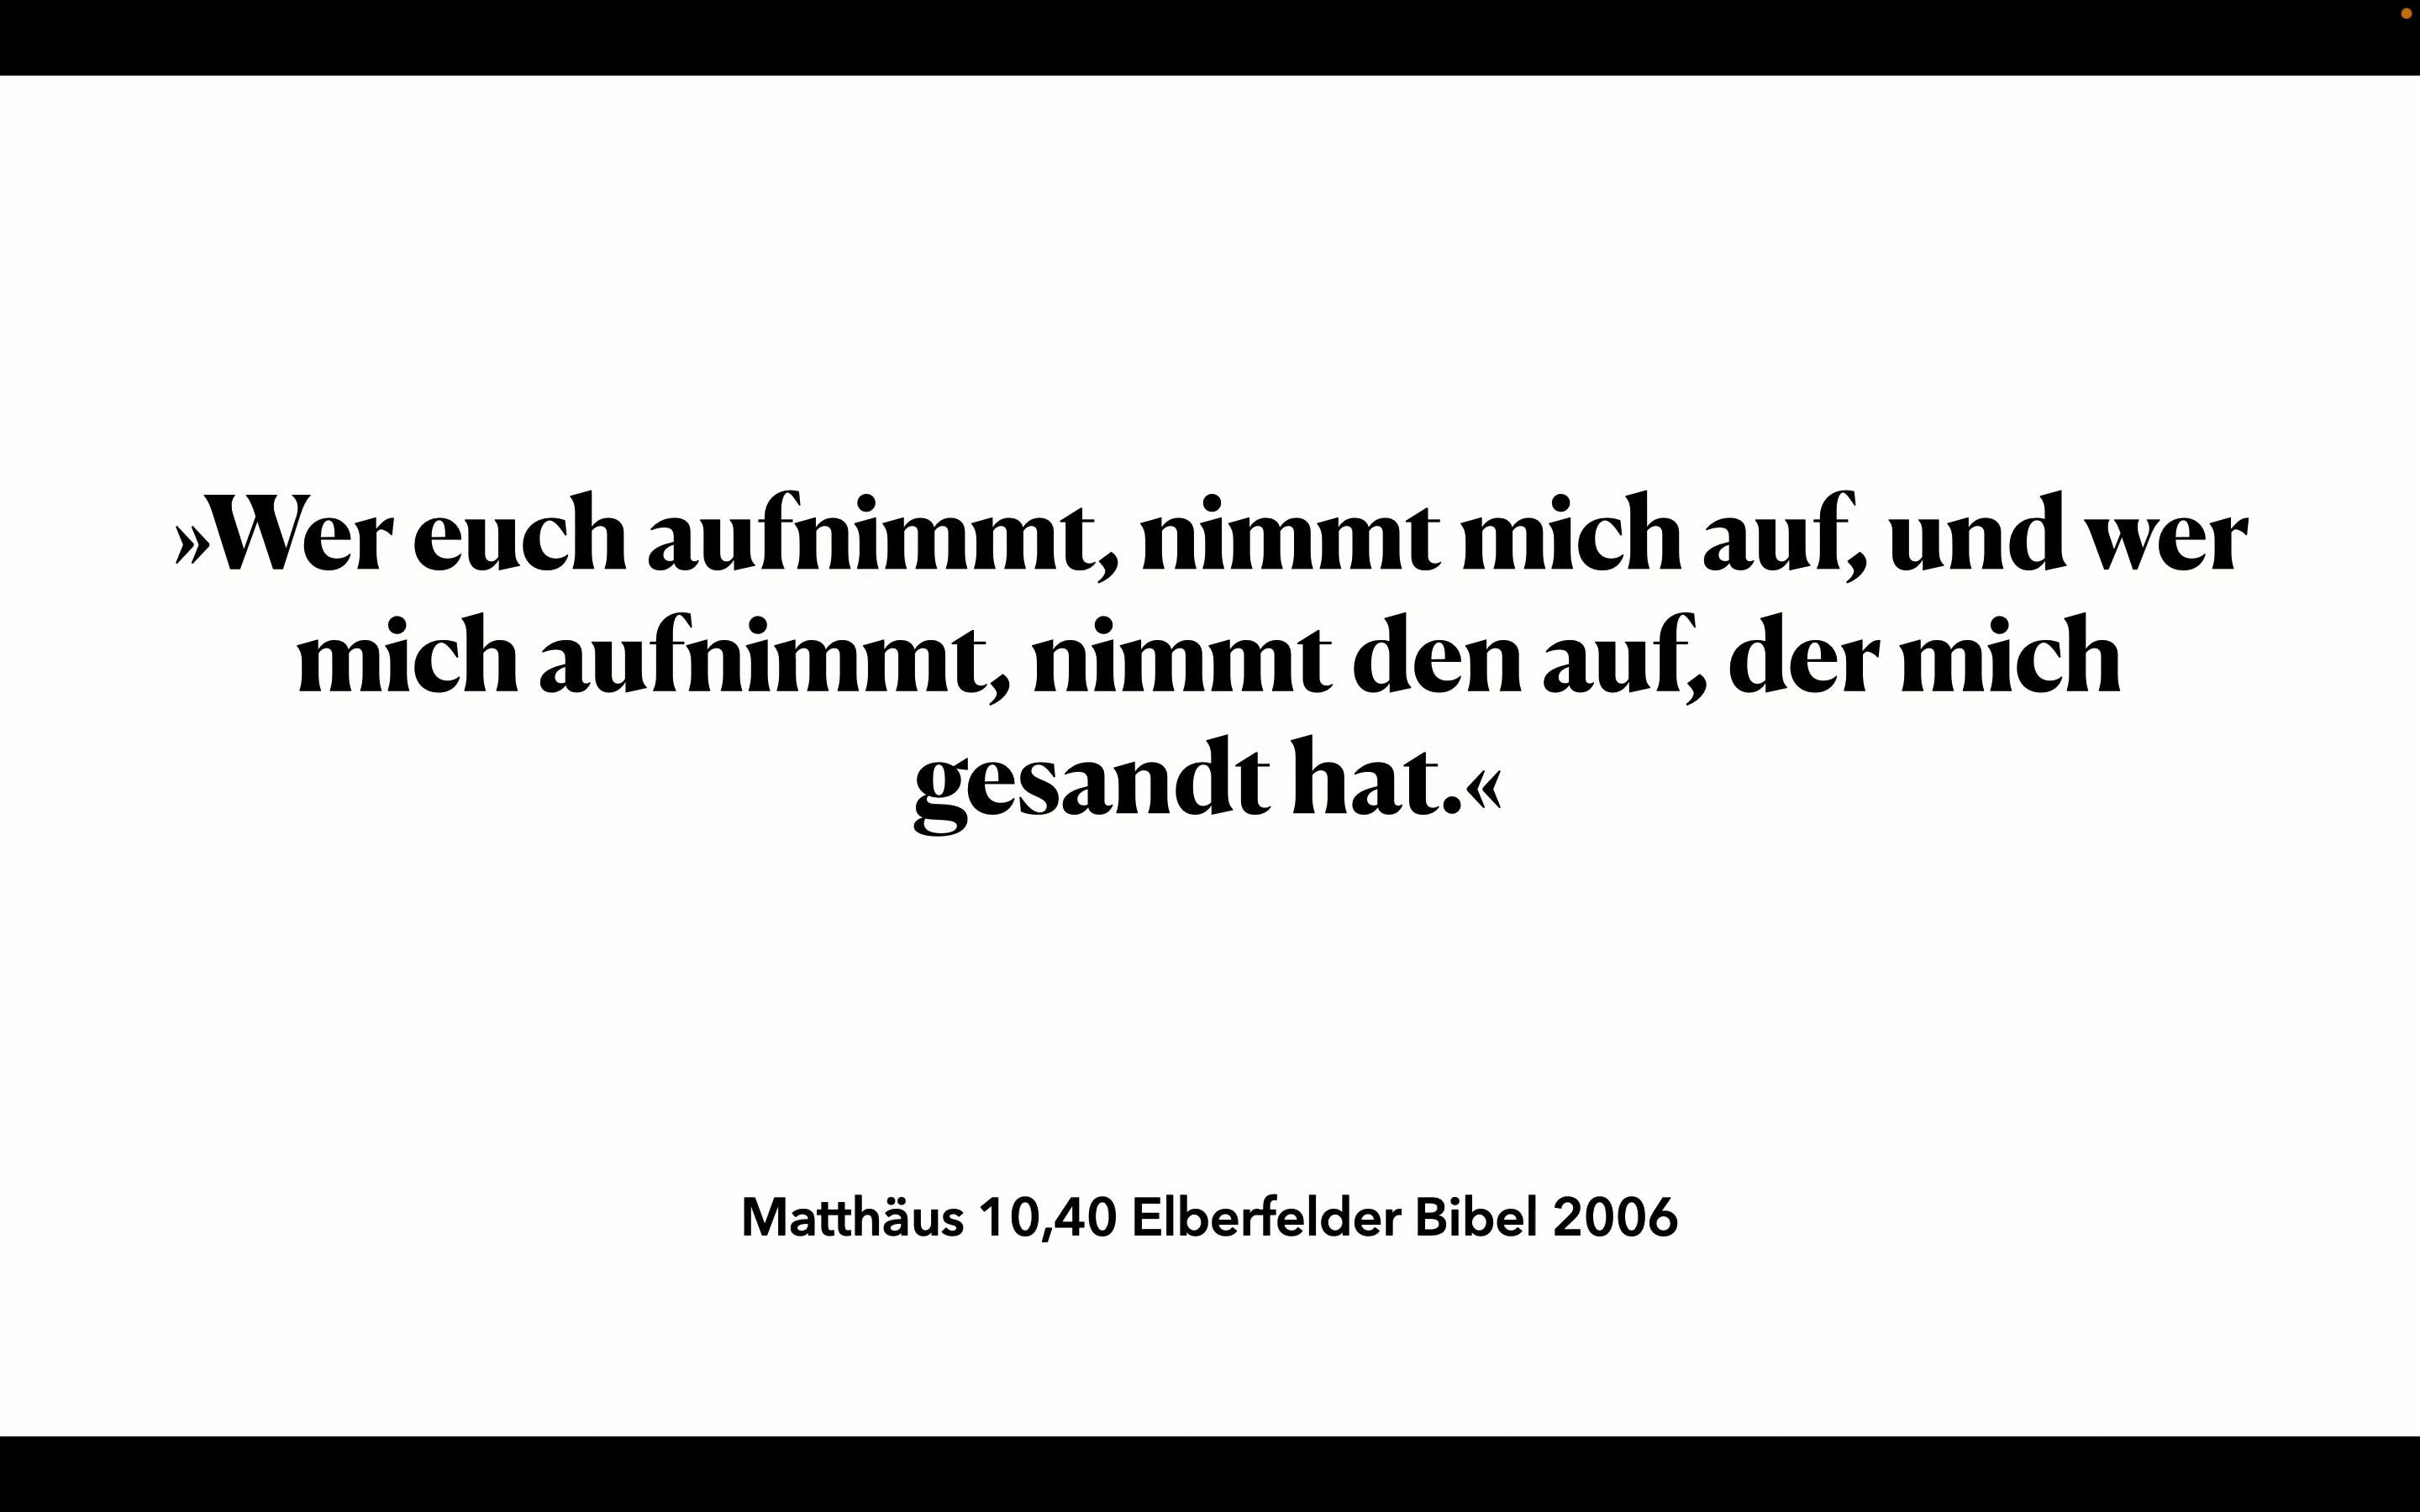 »Wer euch aufnimmt, nimmt mich auf, und wer
mich aufnimmt, nimmt den auf, der mich
gesandt hat.«
Matthäus 10,40 Elberfelder Bibel 2006